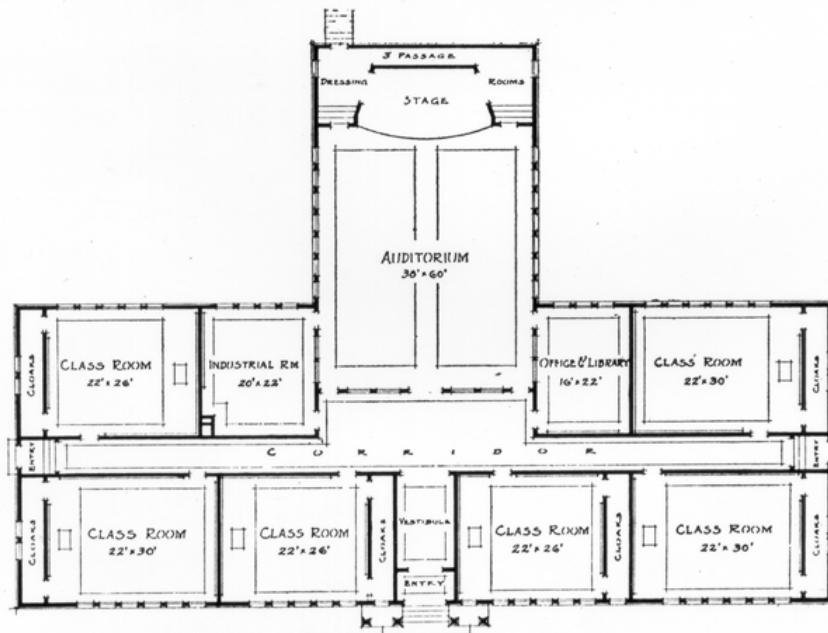 3' PASSAGE
DRESSING
ROOMS
STAGE
AUDITORIUM
38' x 60'
CLOAKS
CLASS ROOM
22' x 26'
INDUSTRIAL RM
20' x 22'
OFFICE & LIBRARY
16' x 22'
CLASS ROOM
22' x 30'
CLOAKS
ENTRY
CORRIDOR
ENTRY
CLOAKS
CLASS ROOM
22' x 30'
CLASS ROOM
22' x 26'
CLOAKS
VESTIBULE
ENTRY
CLASS ROOM
22' x 26'
CLOAKS
CLASS ROOM
22' x 30'
CLOAKS